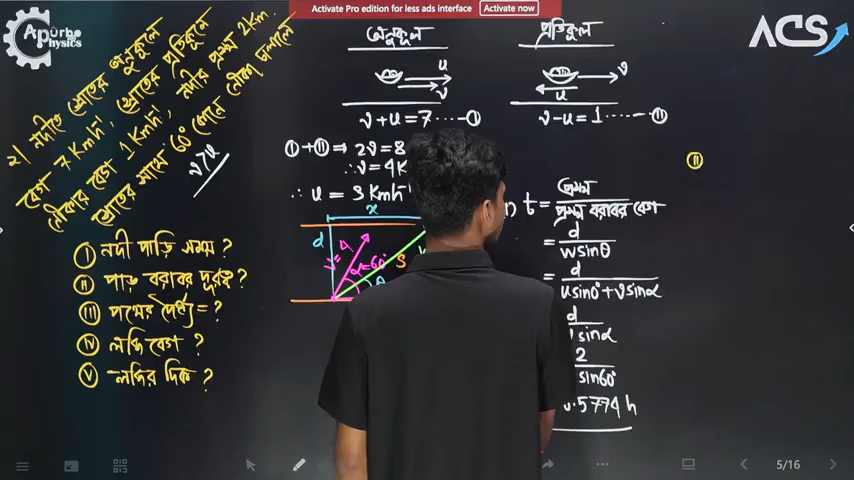 Activate Pro edition for less ads interface
Activate now
Apurbo
Physics
ACS
২) নদীতে স্রোতের অনুকূলে
বেগ 7 Kmh⁻¹, স্রোতের প্রতিকূলে
নৌকার বেগ 1 Kmh⁻¹, নদীর প্রস্থ 2Km.
স্রোতের সাথে 60° কোনে নৌকা চালালে
v>u
I নদী পাড়ি সময় ?
II পাড় বরাবর দূরত্ব ?
III পথের দৈর্ঘ্য = ?
IV লব্ধি বেগ ?
V লব্ধির দিক ?
অনুকূল
u
v
v+u = 7 ·····I
I + II ⇒ 2v = 8
∴ v = 4K
∴ u = 3 Kmh⁻¹
x
d
α=60°
S
θ
প্রতিকূল
v
u
v-u = 1 ······ II
t = প্রস্থ / প্রস্থ বরাবর বেগ
= d / wsinθ
= d / usin0° + vsinα
d / sinα
2 / sin60°
.5774 h
II
5/16